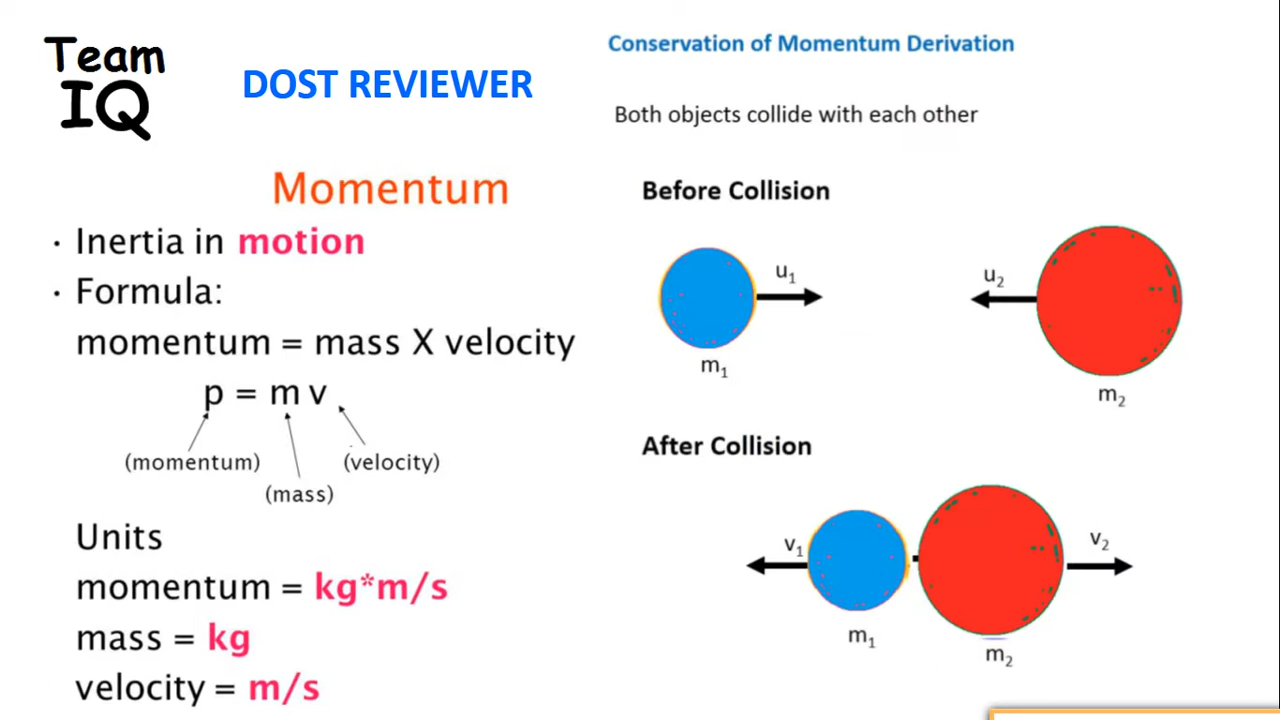 Team
IQ
DOST REVIEWER
Momentum
· Inertia in motion
· Formula:
momentum = mass X velocity
p = m v
(momentum)
(velocity)
(mass)
Units
momentum = kg*m/s
mass = kg
velocity = m/s
Conservation of Momentum Derivation
Both objects collide with each other
Before Collision
u₁
u₂
m₁
m₂
After Collision
v₁
v₂
m₁
m₂